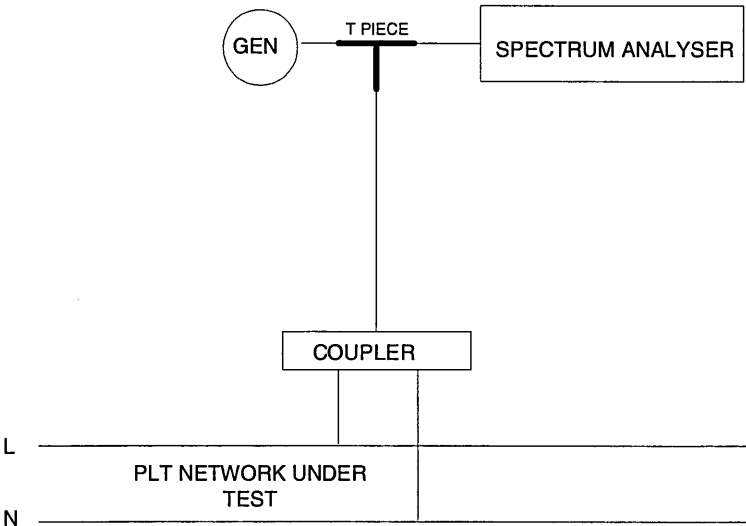 T PIECE
GEN
SPECTRUM ANALYSER
COUPLER
L
PLT NETWORK UNDER
TEST
N